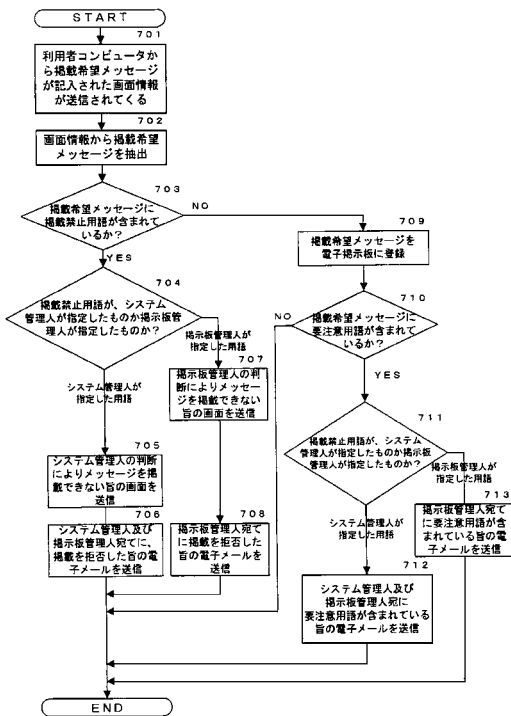 START
701
利用者コンピュータか
ら掲載希望メッセージ
が記入された画面情報
が送信されてくる
702
画面情報から掲載希望
メッセージを抽出
703
掲載希望メッセージに
掲載禁止用語が含まれて
いるか?
NO
YES
704
掲載禁止用語が、システム
管理人が指定したものか掲示板管
理人が指定したものか?
システム管理人が
指定した用語
掲示板管理人が
指定した用語
705
システム管理人の判断
によりメッセージを掲
載できない旨の画面を
送信
706
システム管理人及び
掲示板管理人宛てに、
掲載を拒否した旨の電
子メールを送信
707
掲示板管理人の判
断によりメッセー
ジを掲載できない
旨の画面を送信
708
掲示板管理人宛て
に掲載を拒否した
旨の電子メールを
送信
709
掲載希望メッセージを
電子掲示板に登録
710
掲載希望メッセージに
要注意用語が含まれて
いるか?
NO
YES
711
掲載禁止用語が、システム
管理人が指定したものか掲示板
管理人が指定したものか?
システム管理人が
指定した用語
掲示板管理人が
指定した用語
712
システム管理人及び
掲示板管理人宛に
要注意用語が含まれている
旨の電子メールを送信
713
掲示板管理人宛て
に要注意用語が含
まれている旨の電
子メールを送信
END